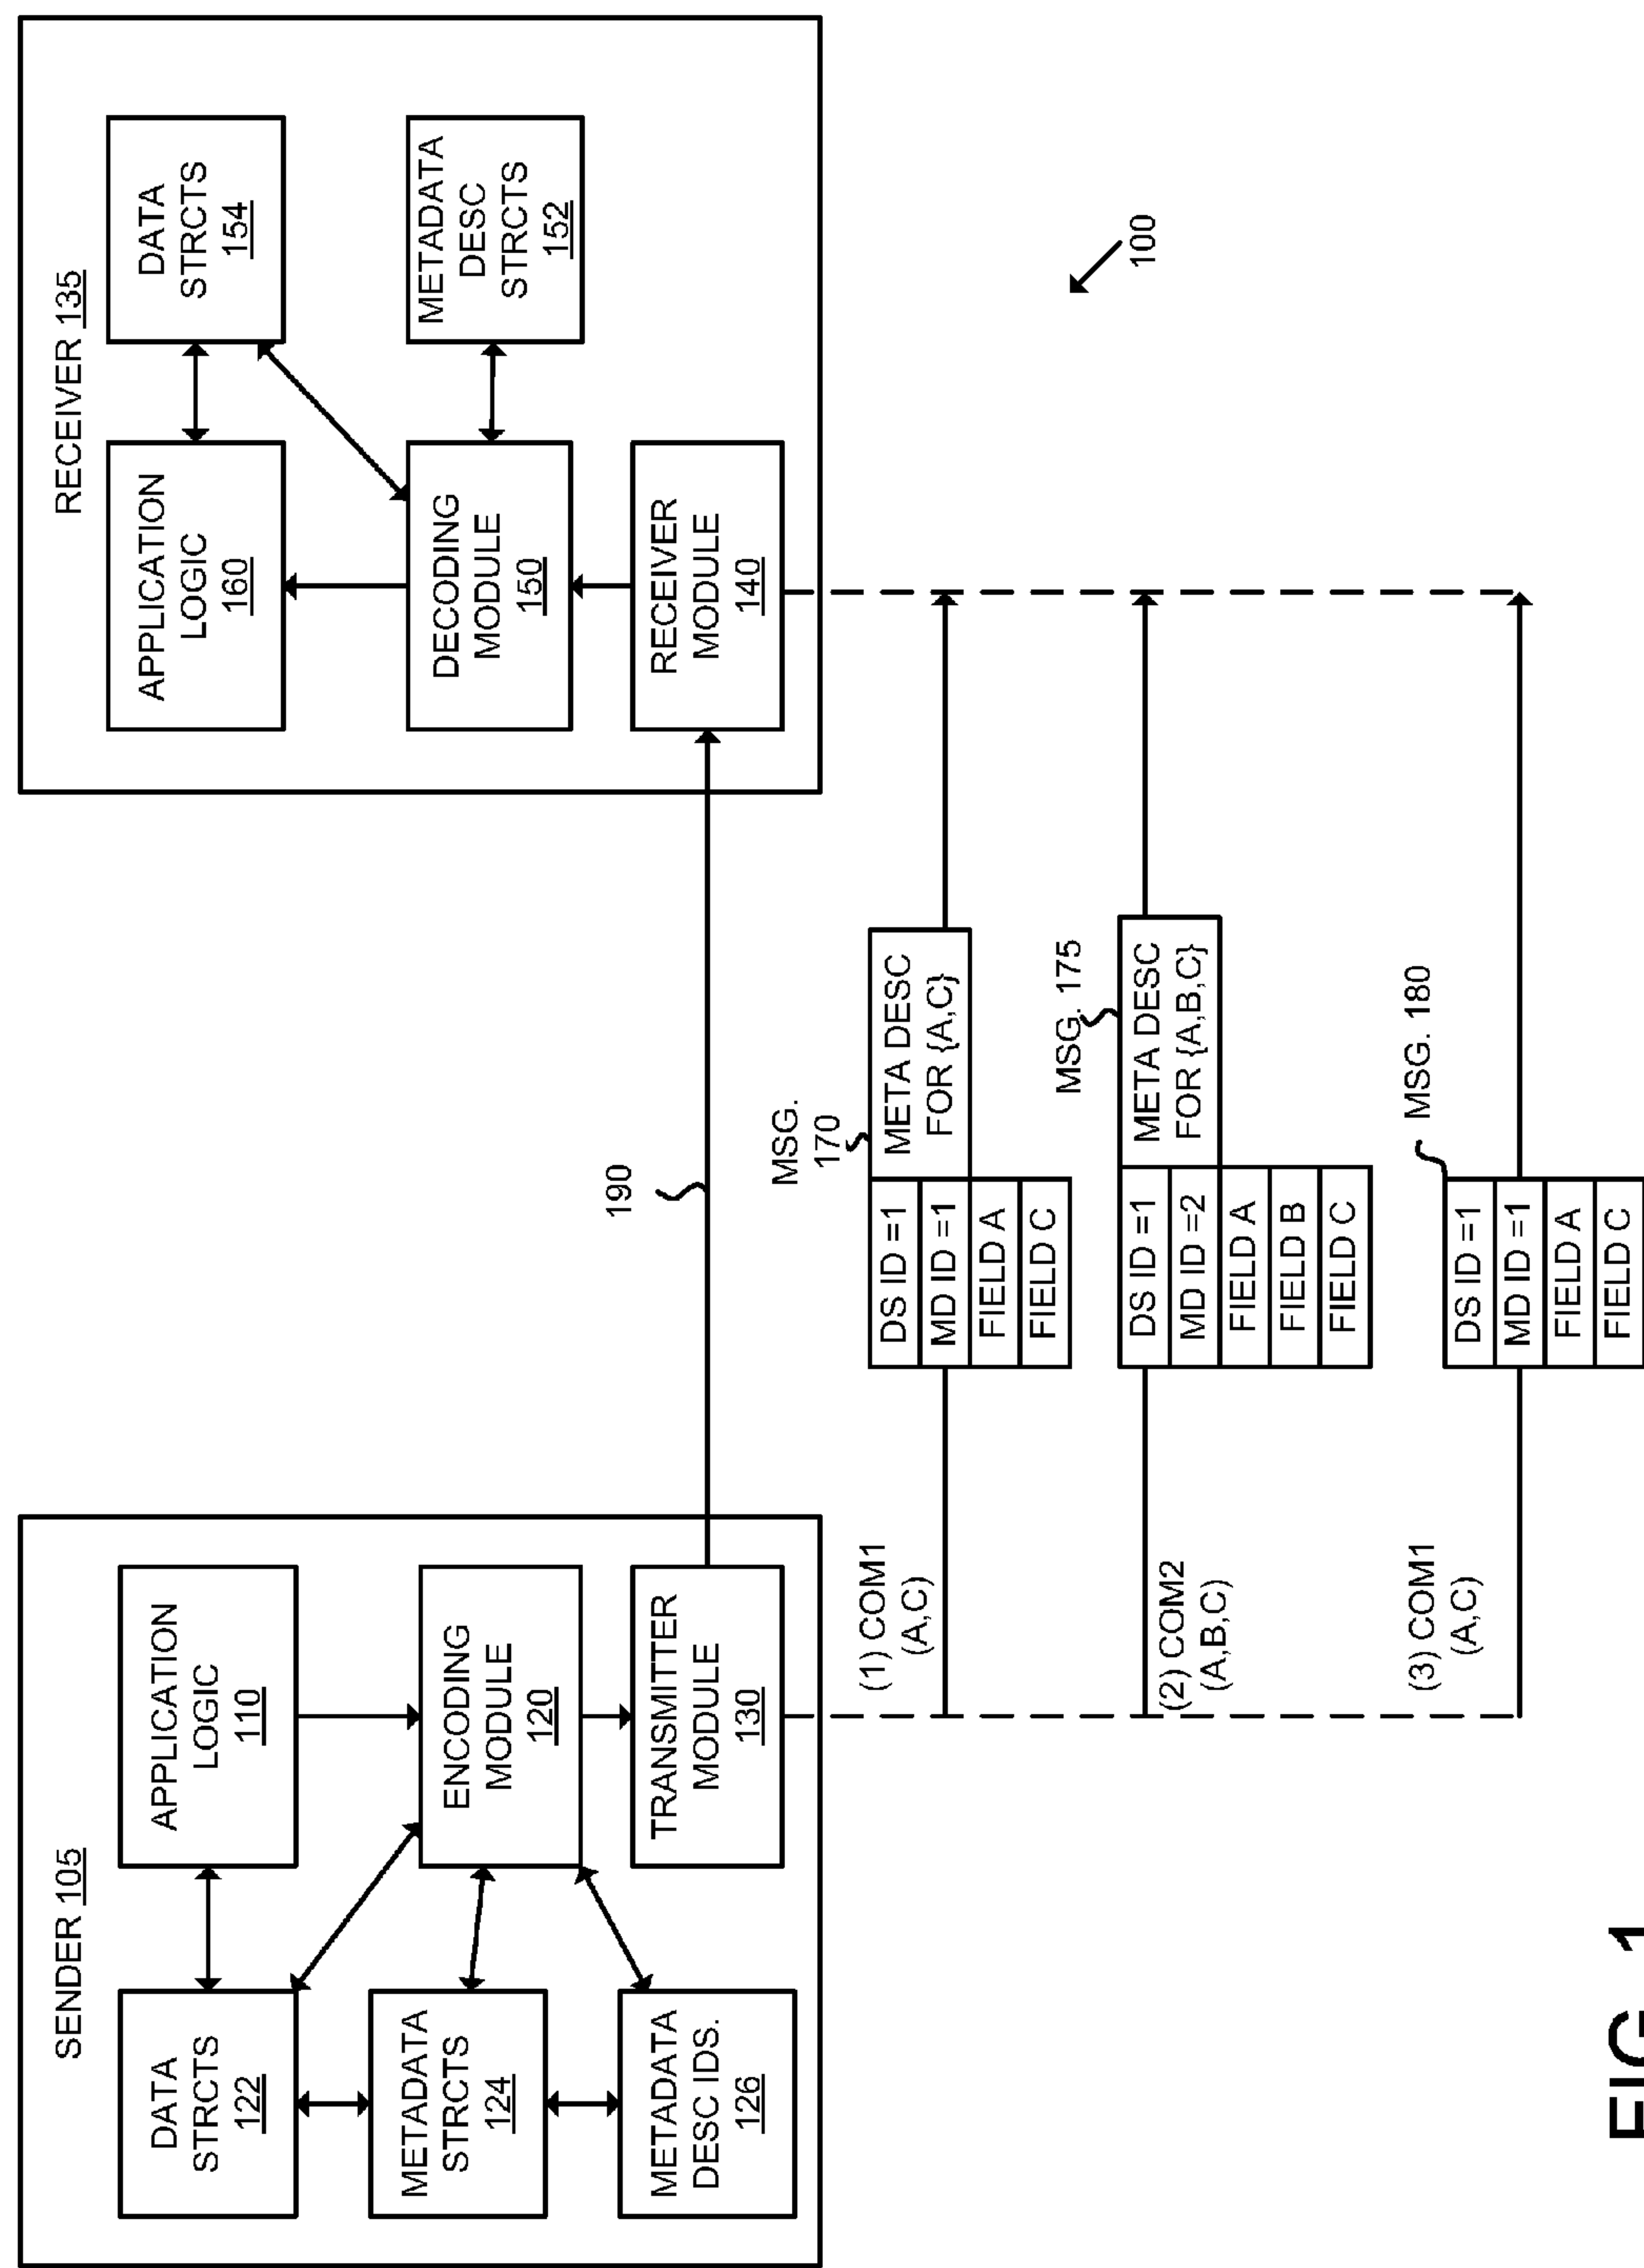 SENDER 105
DATA
STRCTS
122
APPLICATION
LOGIC
110
METADATA
STRCTS
124
ENCODING
MODULE
120
METADATA
DESC IDS.
126
TRANSMITTER
MODULE
130
190
RECEIVER 135
APPLICATION
LOGIC
160
DATA
STRCTS
154
DECODING
MODULE
150
METADATA
DESC
STRCTS
152
RECEIVER
MODULE
140
(1) COM1
(A,C)
MSG.
170
DS ID =1
MD ID =1
FIELD A
FIELD C
META DESC
FOR {A,C}
(2) COM2
(A,B,C)
MSG. 175
DS ID =1
MD ID =2
FIELD A
FIELD B
FIELD C
META DESC
FOR {A,B,C}
(3) COM1
(A,C)
MSG. 180
DS ID =1
MD ID =1
FIELD A
FIELD C
100
FIG 1